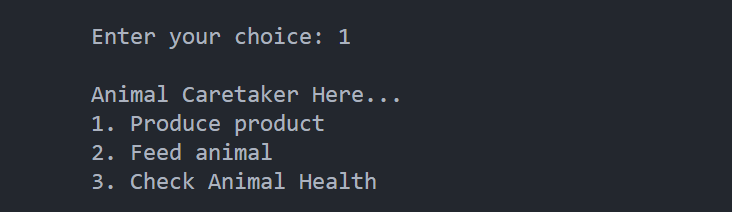 Enter your choice: 1
Animal Caretaker Here...
1. Produce product
2. Feed animal
3. Check Animal Health